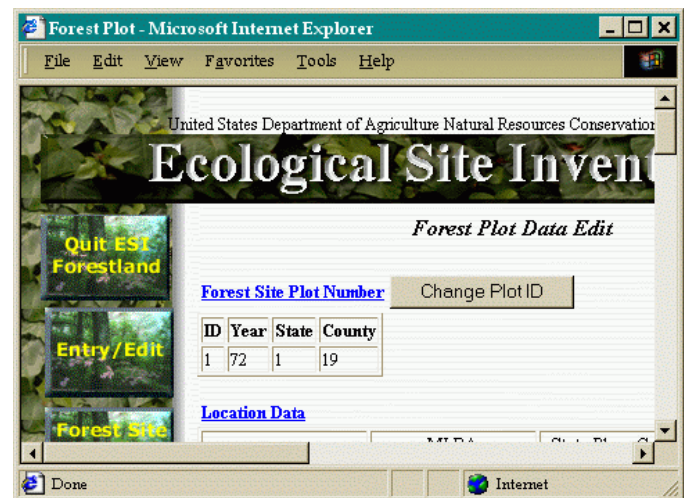 Forest Plot - Microsoft Internet Explorer
File Edit View Favorites Tools Help
United States Department of Agriculture Natural Resources Conservation
Ecological Site Invent
Forest Plot Data Edit
Quit ESI
Forestland
Forest Site Plot Number Change Plot ID
ID Year State County
1 72 1 19
Entry/Edit
Location Data
Forest Site
Done Internet